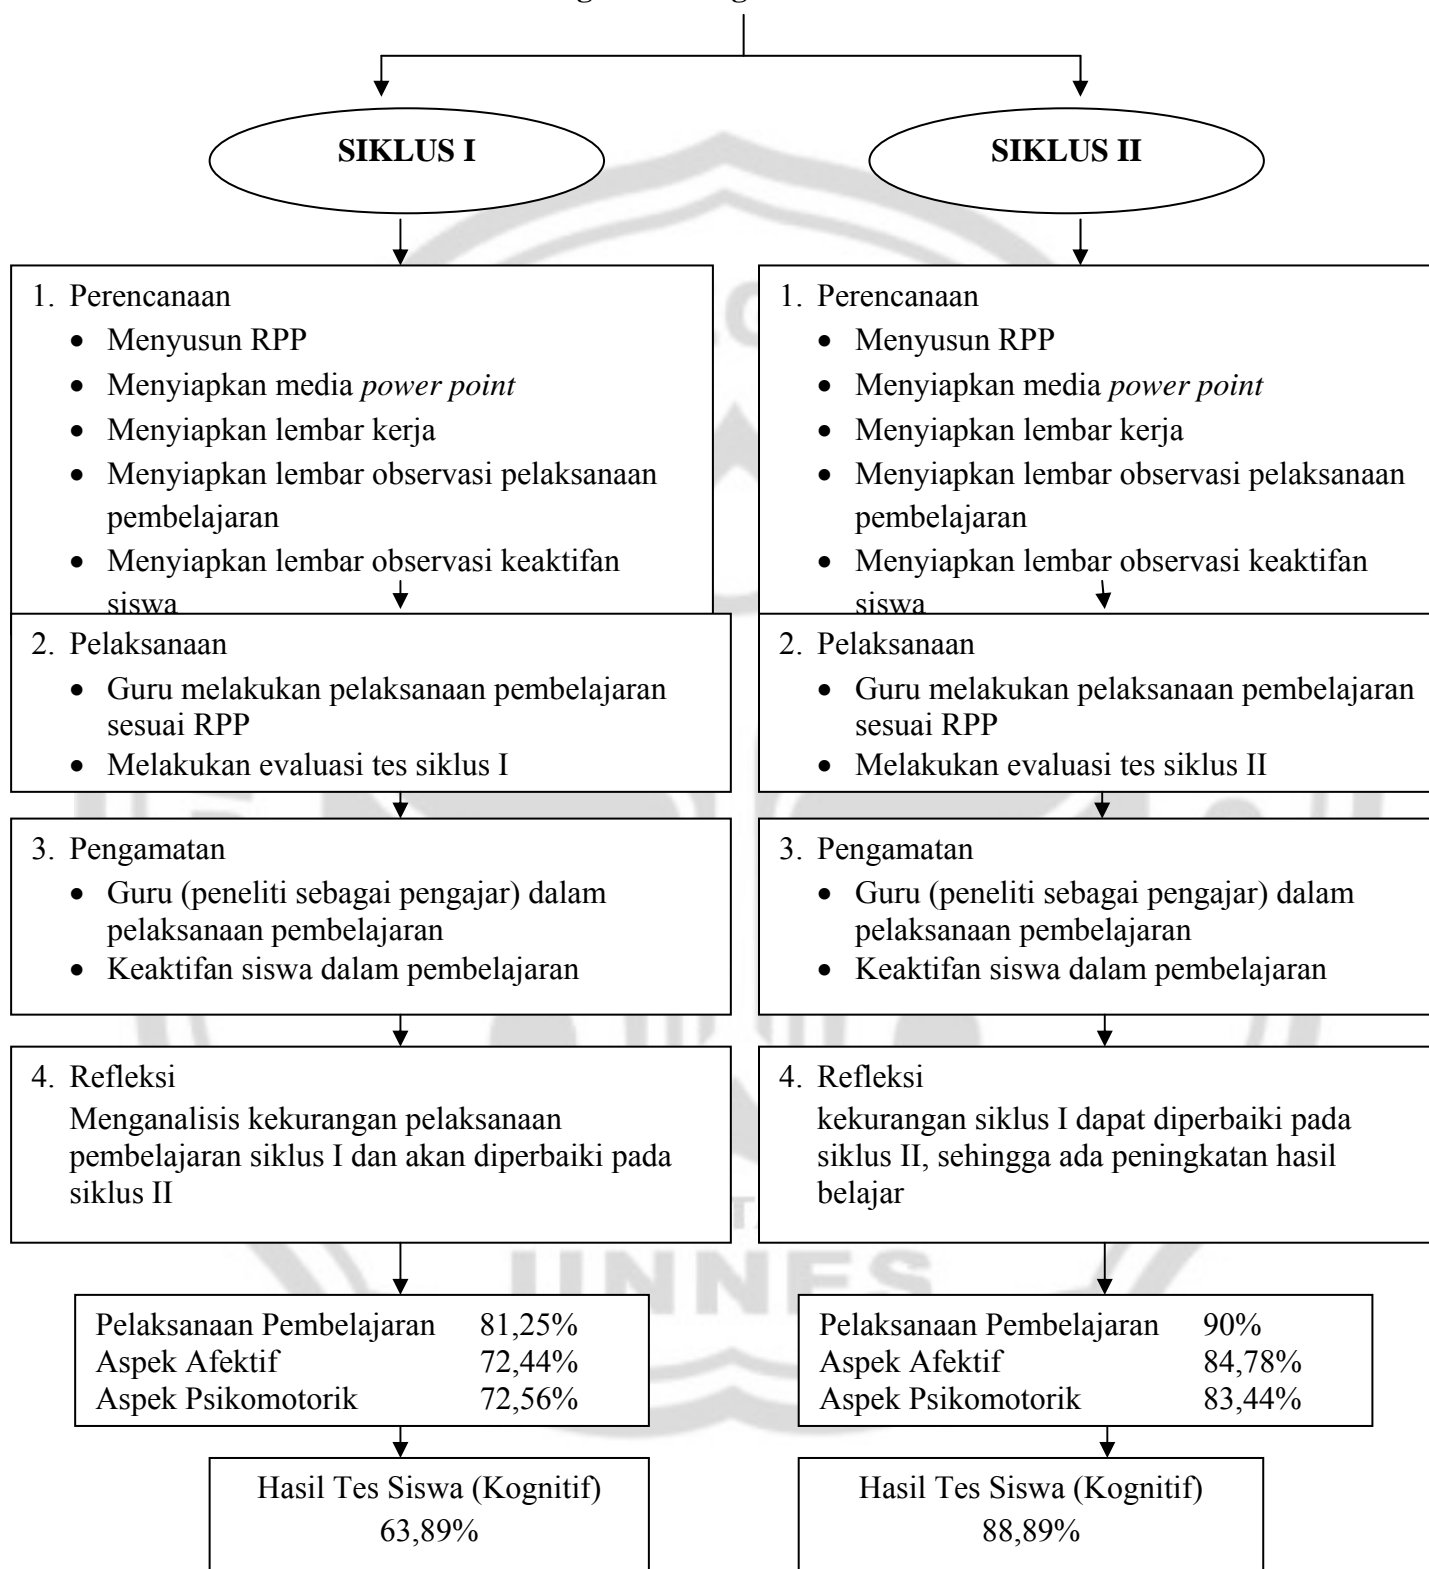 SIKLUS I
SIKLUS II
1. Perencanaan
• Menyusun RPP
• Menyiapkan media power point
• Menyiapkan lembar kerja
• Menyiapkan lembar observasi pelaksanaan
pembelajaran
• Menyiapkan lembar observasi keaktifan
siswa
2. Pelaksanaan
• Guru melakukan pelaksanaan pembelajaran
sesuai RPP
• Melakukan evaluasi tes siklus I
3. Pengamatan
• Guru (peneliti sebagai pengajar) dalam
pelaksanaan pembelajaran
• Keaktifan siswa dalam pembelajaran
4. Refleksi
Menganalisis kekurangan pelaksanaan
pembelajaran siklus I dan akan diperbaiki pada
siklus II
Pelaksanaan Pembelajaran 81,25%
Aspek Afektif 72,44%
Aspek Psikomotorik 72,56%
Hasil Tes Siswa (Kognitif)
63,89%
1. Perencanaan
• Menyusun RPP
• Menyiapkan media power point
• Menyiapkan lembar kerja
• Menyiapkan lembar observasi pelaksanaan
pembelajaran
• Menyiapkan lembar observasi keaktifan
siswa
2. Pelaksanaan
• Guru melakukan pelaksanaan pembelajaran
sesuai RPP
• Melakukan evaluasi tes siklus II
3. Pengamatan
• Guru (peneliti sebagai pengajar) dalam
pelaksanaan pembelajaran
• Keaktifan siswa dalam pembelajaran
4. Refleksi
kekurangan siklus I dapat diperbaiki pada
siklus II, sehingga ada peningkatan hasil
belajar
Pelaksanaan Pembelajaran 90%
Aspek Afektif 84,78%
Aspek Psikomotorik 83,44%
Hasil Tes Siswa (Kognitif)
88,89%
UNNES